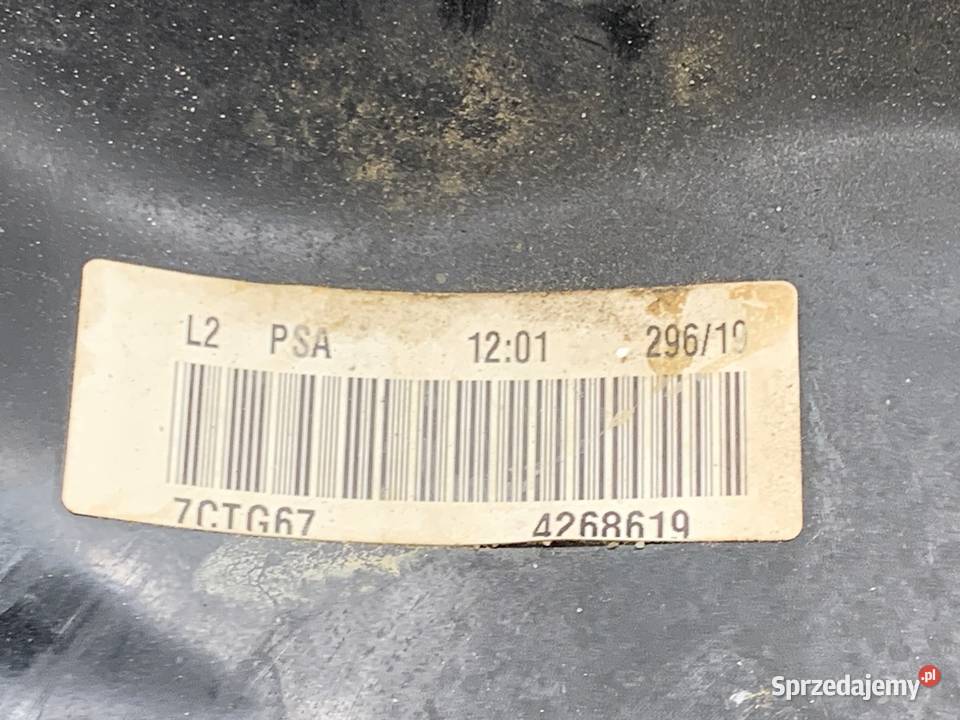 L2 PSA 12:01 296/19
7CTG67 4268619
Sprzedajemy.pl